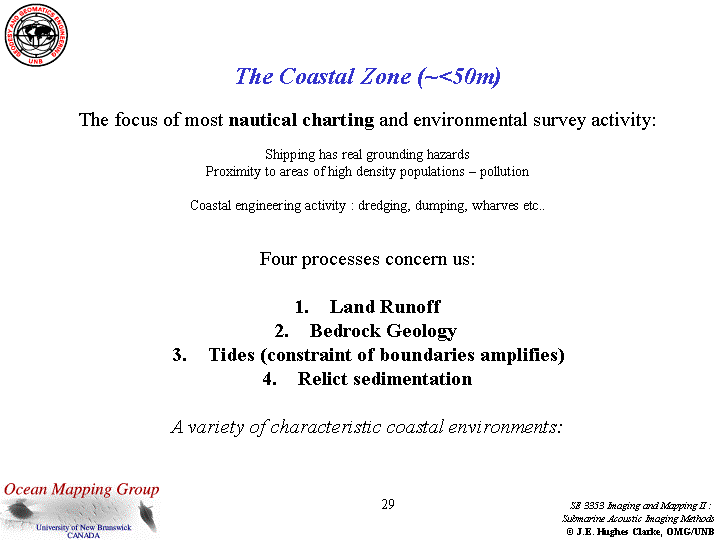 GEODESY AND GEOMATICS ENGINEERING
UNB
The Coastal Zone (~<50m)
The focus of most nautical charting and environmental survey activity:
Shipping has real grounding hazards
Proximity to areas of high density populations – pollution
Coastal engineering activity : dredging, dumping, wharves etc..
Four processes concern us:
1. Land Runoff
2. Bedrock Geology
3. Tides (constraint of boundaries amplifies)
4. Relict sedimentation
A variety of characteristic coastal environments:
Ocean Mapping Group
University of New Brunswick
CANADA
29
SE 3353 Imaging and Mapping II :
Submarine Acoustic Imaging Methods
© J.E. Hughes Clarke, OMG/UNB